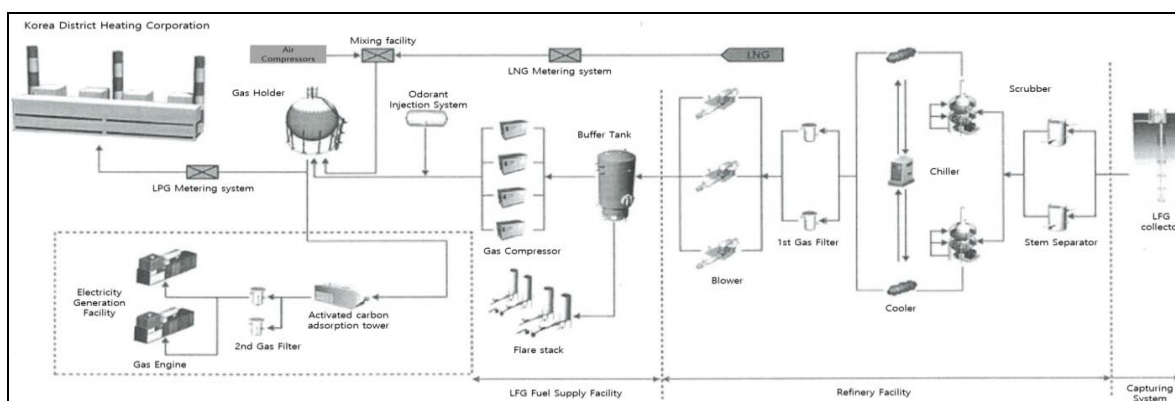 Korea District Heating Corporation
Air
Compressors
Mixing facility
LNG Metering system
LNG
Gas Holder
Odorant
Injection System
Buffer Tank
Scrubber
LPG Metering system
Gas Compressor
Blower
1st Gas Filter
Chiller
Cooler
Stem Separator
LFG
collector
Electricity
Generation
Facility
Activated carbon
adsorption tower
2nd Gas Filter
Gas Engine
Flare stack
LFG Fuel Supply Facility
Refinery Facility
Capturing
System